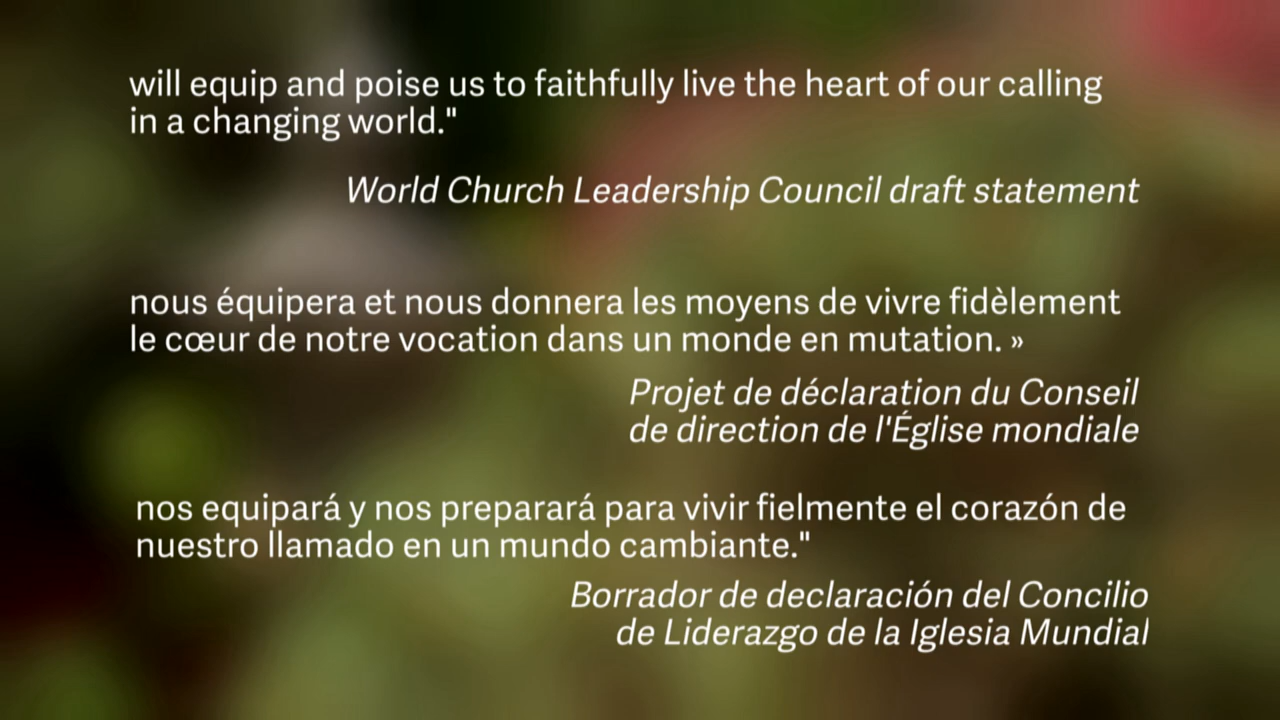 will equip and poise us to faithfully live the heart of our calling
in a changing world."
World Church Leadership Council draft statement
nous équipera et nous donnera les moyens de vivre fidèlement
le cœur de notre vocation dans un monde en mutation. »
Projet de déclaration du Conseil
de direction de l'Église mondiale
nos equipará y nos preparará para vivir fielmente el corazón de
nuestro llamado en un mundo cambiante."
Borrador de declaración del Concilio
de Liderazgo de la Iglesia Mundial